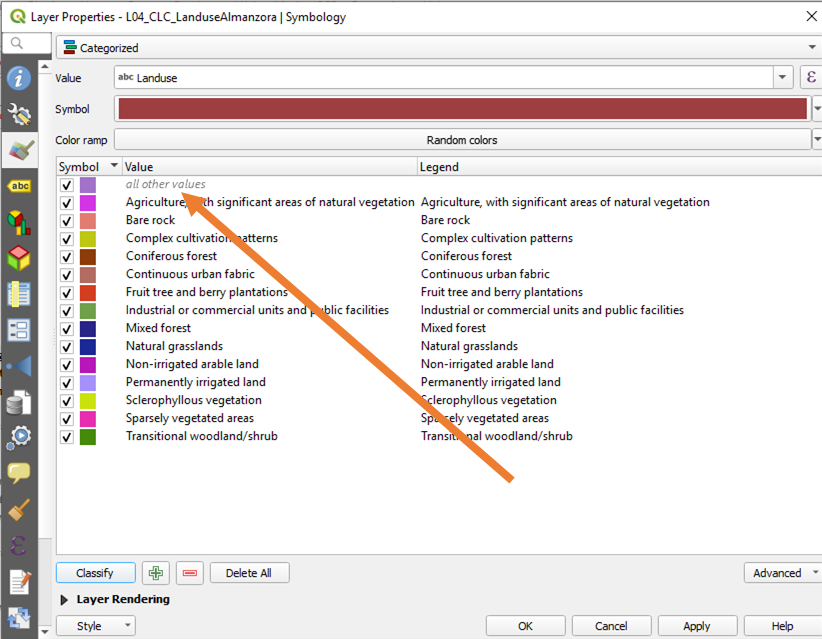 Layer Properties - L04_CLC_LanduseAlmanzora | Symbology
Categorized
Value abc Landuse ε
Symbol
Color ramp Random colors
Symbol Value Legend
all other values
Agriculture, with significant areas of natural vegetation Agriculture, with significant areas of natural vegetation
Bare rock Bare rock
abc
Complex cultivation patterns Complex cultivation patterns
Coniferous forest Coniferous forest
Continuous urban fabric Continuous urban fabric
Fruit tree and berry plantations Fruit tree and berry plantations
Industrial or commercial units and public facilities Industrial or commercial units and public facilities
Mixed forest Mixed forest
Natural grasslands Natural grasslands
Non-irrigated arable land Non-irrigated arable land
Permanently irrigated land Permanently irrigated land
Sclerophyllous vegetation Sclerophyllous vegetation
Sparsely vegetated areas Sparsely vegetated areas
Transitional woodland/shrub Transitional woodland/shrub
Classify Delete All Advanced
Layer Rendering
Style OK Cancel Apply Help